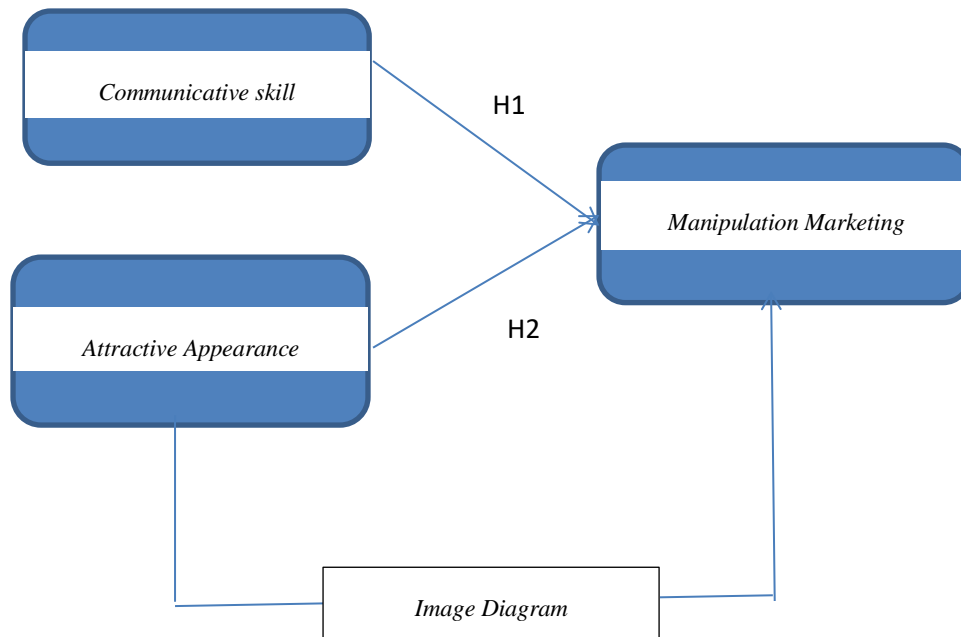 Communicative skill
H1
Manipulation Marketing
Attractive Appearance
H2
Image Diagram